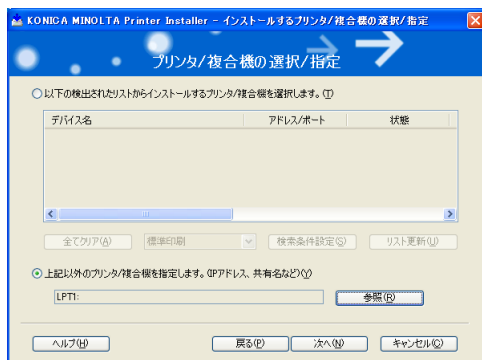 KONICA MINOLTA Printer Installer - インストールするプリンタ/複合機の選択/指定
プリンタ/複合機の選択/指定
以下の検出されたリストからインストールするプリンタ/複合機を選択します。(T)
デバイス名 アドレス/ポート 状態
全てクリア(A) 標準印刷 検索条件設定(S) リスト更新(U)
上記以外のプリンタ/複合機を指定します。(IPアドレス、共有名など)(Y)
LPT1: 参照(R)
ヘルプ(H) 戻る(P) 次へ(N) キャンセル(C)